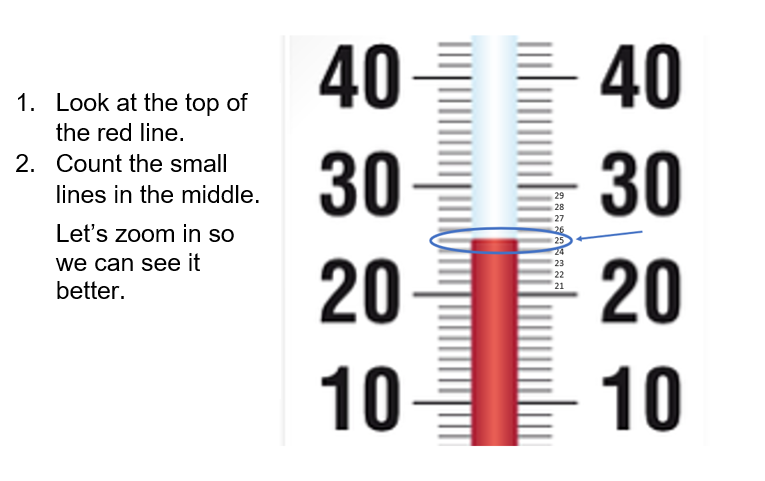 1. Look at the top of
the red line.
2. Count the small
lines in the middle.
Let’s zoom in so
we can see it
better.
40 40
30 30
29
28
27
26
25
24
23
22
21
20 20
10 10